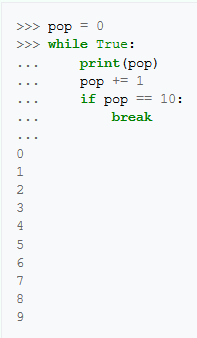 >>> pop = 0
>>> while True:
...     print(pop)
...     pop += 1
...     if pop == 10:
...         break
...
0
1
2
3
4
5
6
7
8
9